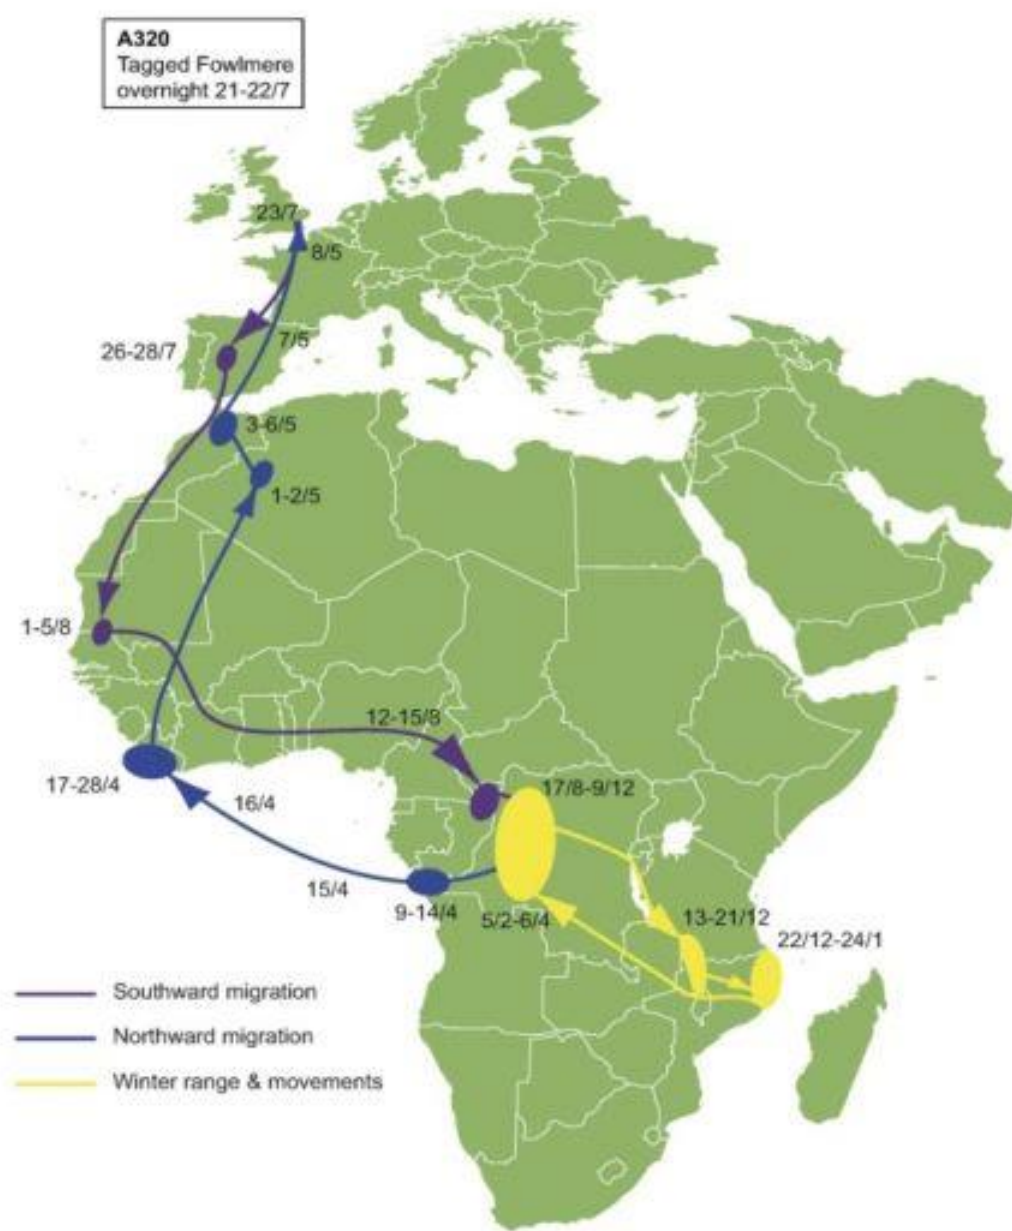 A320
Tagged Fowlmere
overnight 21-22/7
23/7
8/5
7/5
26-28/7
3-6/5
1-2/5
1-5/8
12-15/8
17-28/4
16/4
17/8-9/12
15/4
9-14/4
5/2-6/4
13-21/12
22/12-24/1
Southward migration
Northward migration
Winter range & movements